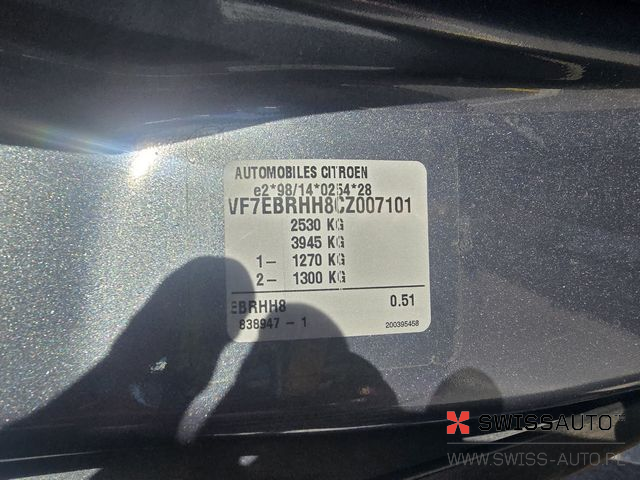 AUTOMOBILES CITROEN
e2*98/14*0254*28
VF7EBRHH8CZ007101
2530 KG
3945 KG
1– 1270 KG
2– 1300 KG
EBRHH8 0.51
838947 – 1 200395458
SWISSAUTO
WWW.SWISS-AUTO.PL